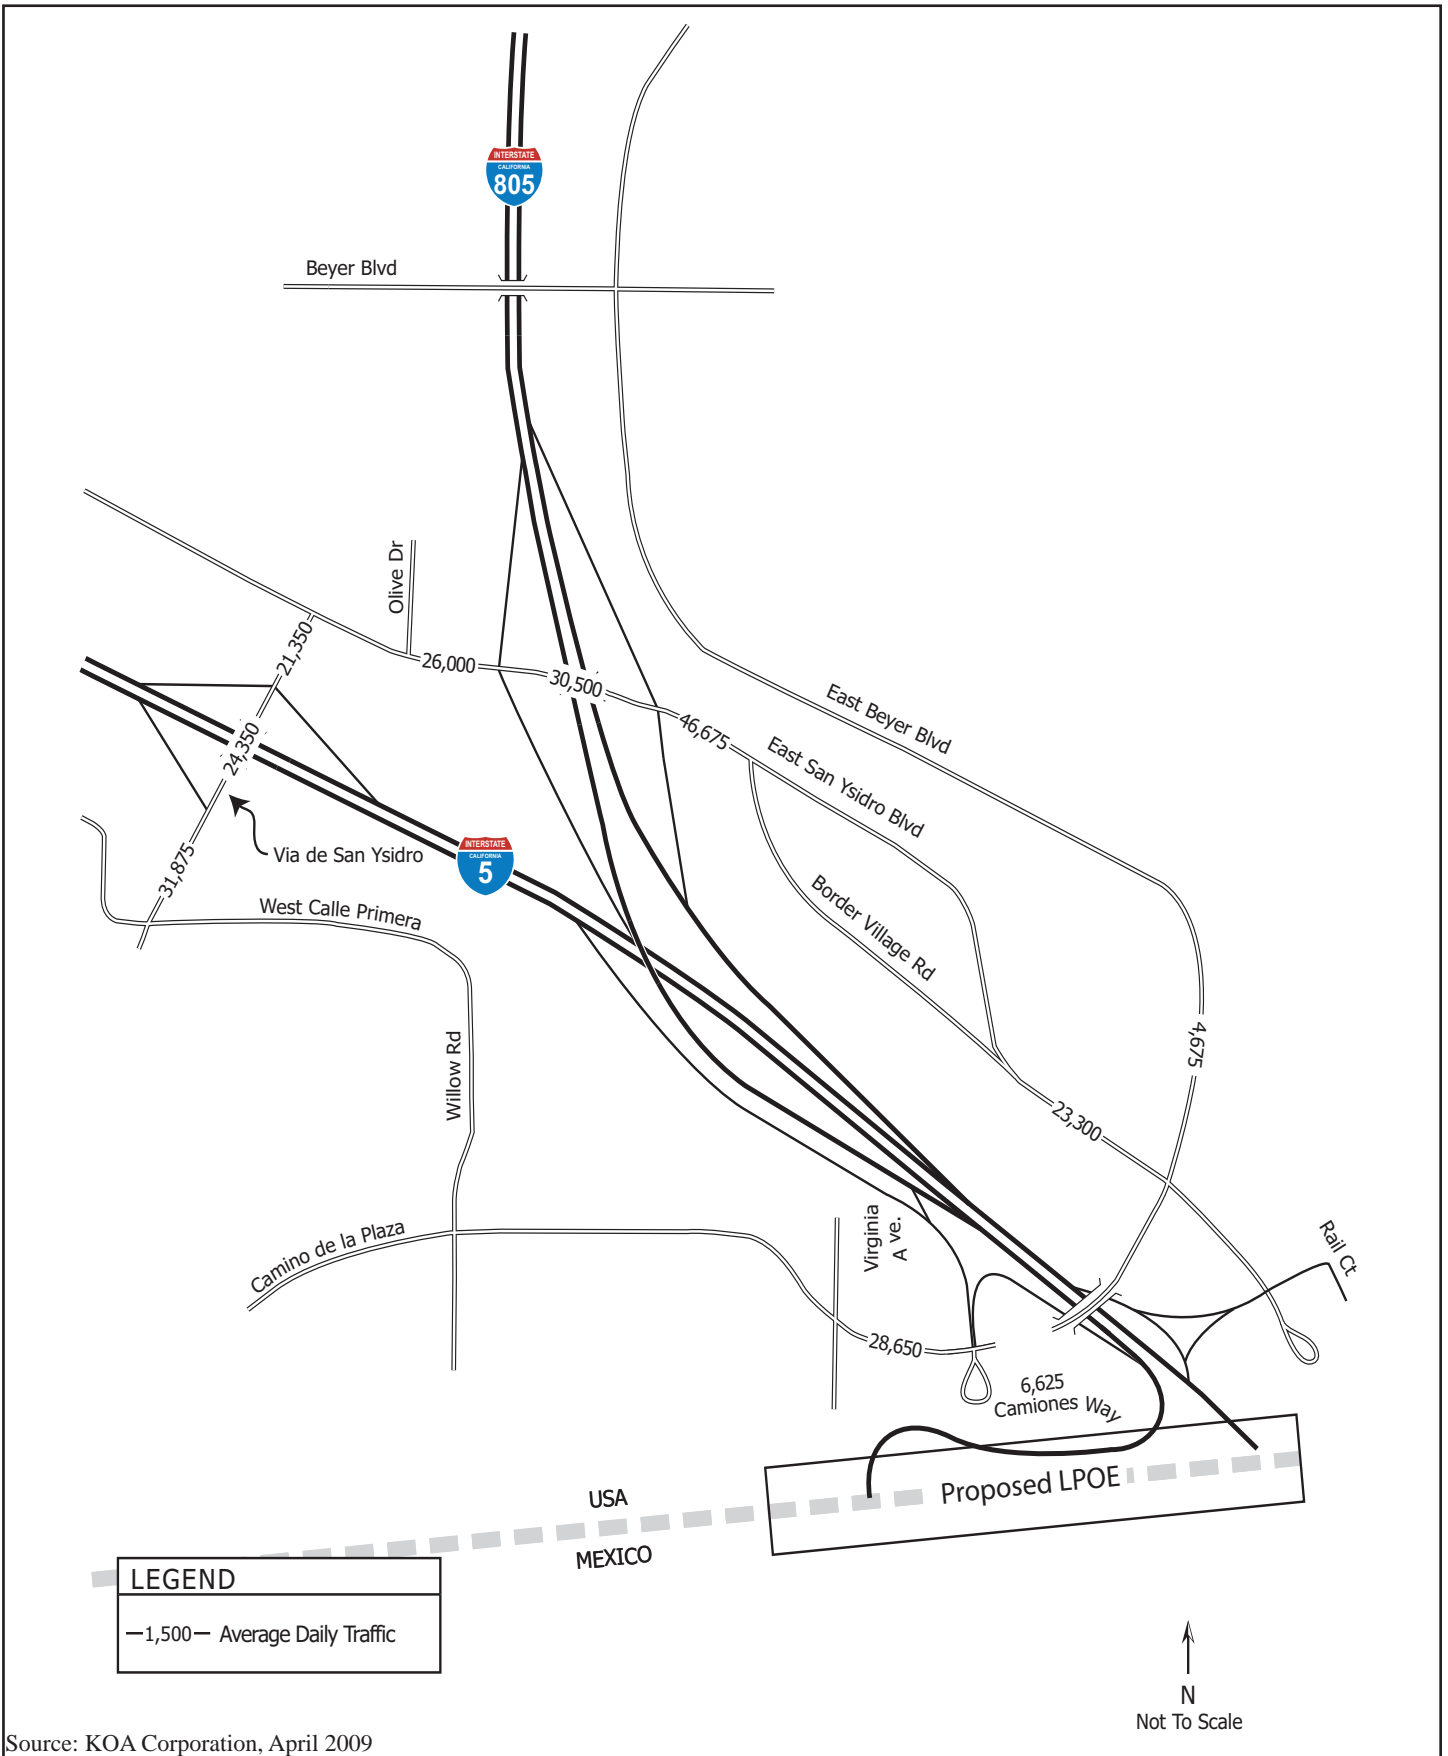 INTERSTATE
CALIFORNIA
805
Beyer Blvd
Olive Dr
21,350
26,000
30,500
46,675
24,350
East Beyer Blvd
East San Ysidro Blvd
31,875
Via de San Ysidro
INTERSTATE
CALIFORNIA
5
West Calle Primera
Border Village Rd
Willow Rd
4,675
23,300
Camino de la Plaza
Virginia
A ve.
Rail Ct
28,650
6,625
Camiones Way
Proposed LPOE
USA
MEXICO
LEGEND
1,500 Average Daily Traffic
N
Not To Scale
Source: KOA Corporation, April 2009